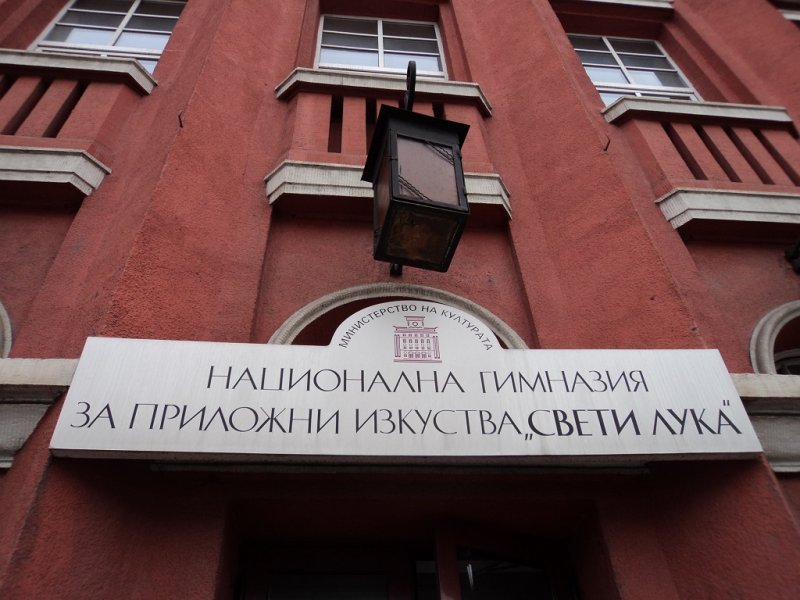 МИНИСТЕРСТВО НА КУЛТУРАТА
НАЦИОНАЛНА ГИМНАЗИЯ
ЗА ПРИЛОЖНИ ИЗКУСТВА „СВЕТИ ЛУКА“